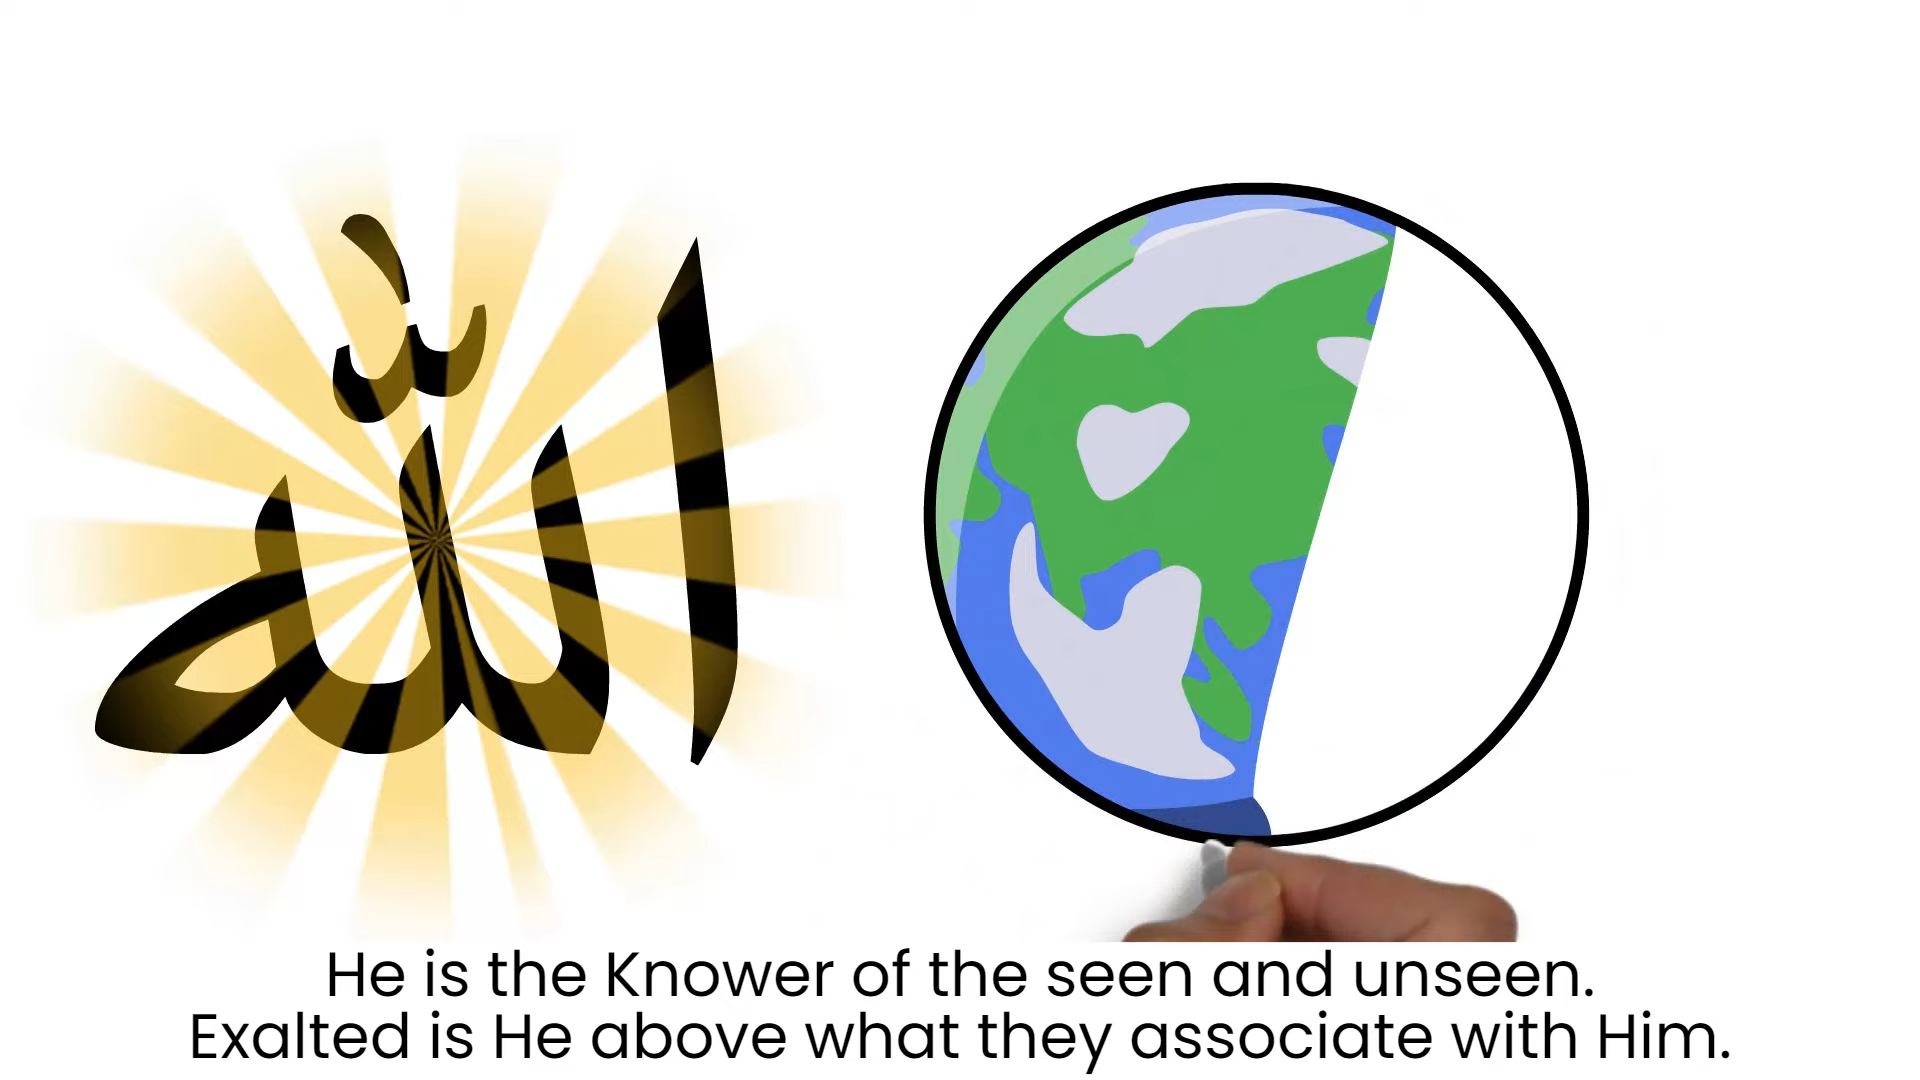 الله
He is the Knower of the seen and unseen.
Exalted is He above what they associate with Him.